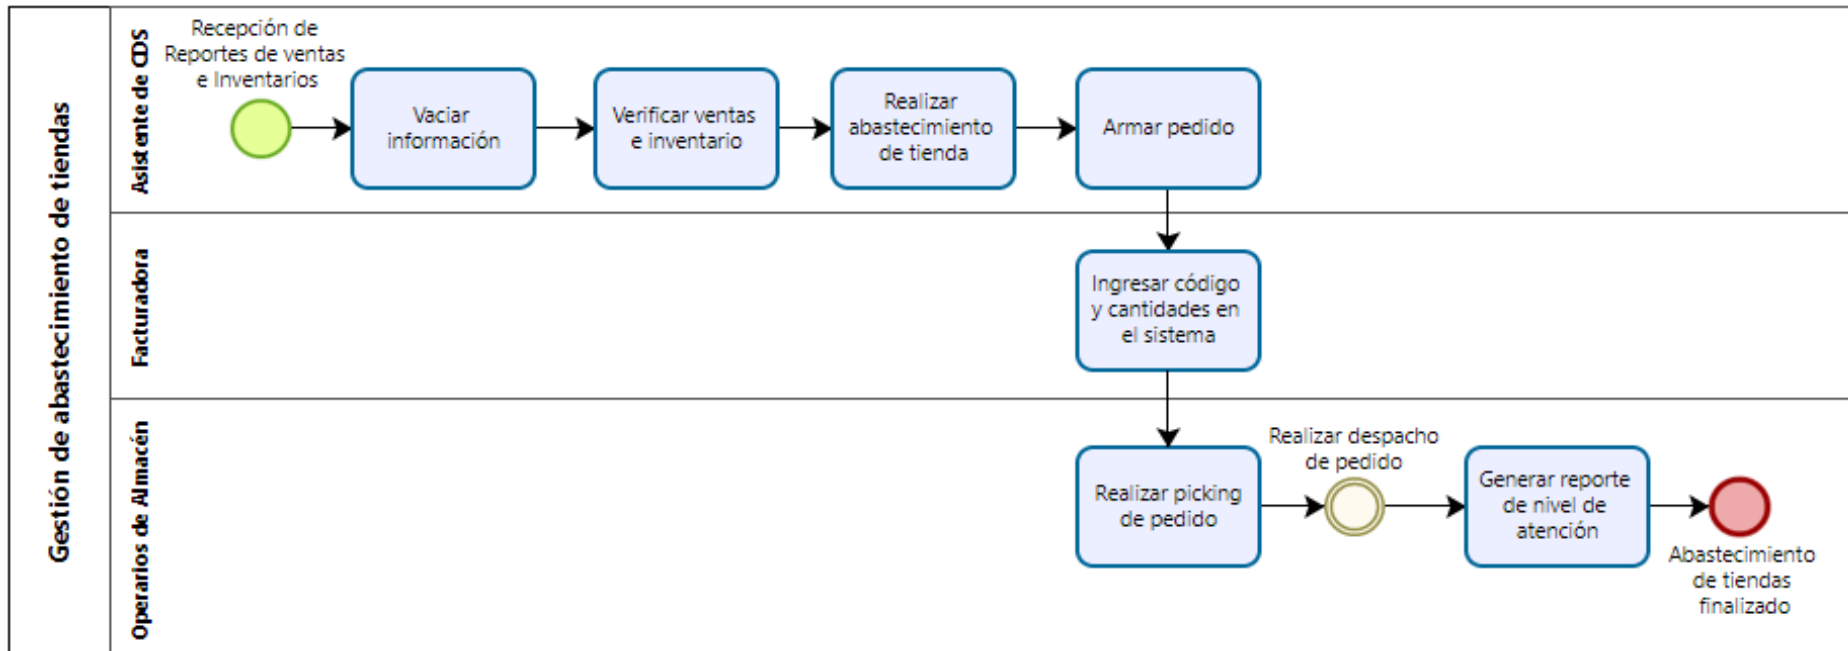 Gestión de abastecimiento de tiendas
Asistente de CDS
Recepción de
Reportes de ventas
e Inventarios
Vaciar
información
Verificar ventas
e inventario
Realizar
abastecimiento
de tienda
Armar pedido
Facturadora
Ingresar código
y cantidades en
el sistema
Operarios de Almacén
Realizar picking
de pedido
Realizar despacho
de pedido
Generar reporte
de nivel de
atención
Abastecimiento
de tiendas
finalizado